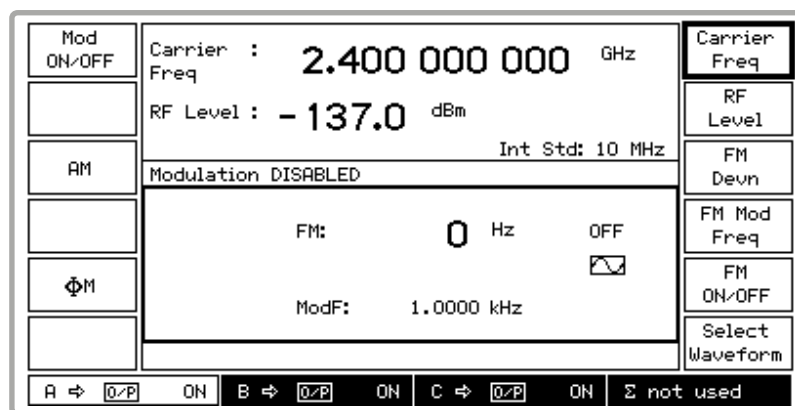 Mod
ON/OFF
AM
ΦM
Carrier :
Freq
2.400 000 000 GHz
RF Level : -137.0 dBm
Int Std: 10 MHz
Modulation DISABLED
FM: 0 Hz OFF
ModF: 1.0000 kHz
Carrier
Freq
RF
Level
FM
Devn
FM Mod
Freq
FM
ON/OFF
Select
Waveform
A ⇨ O/P ON B ⇨ O/P ON C ⇨ O/P ON Σ not used